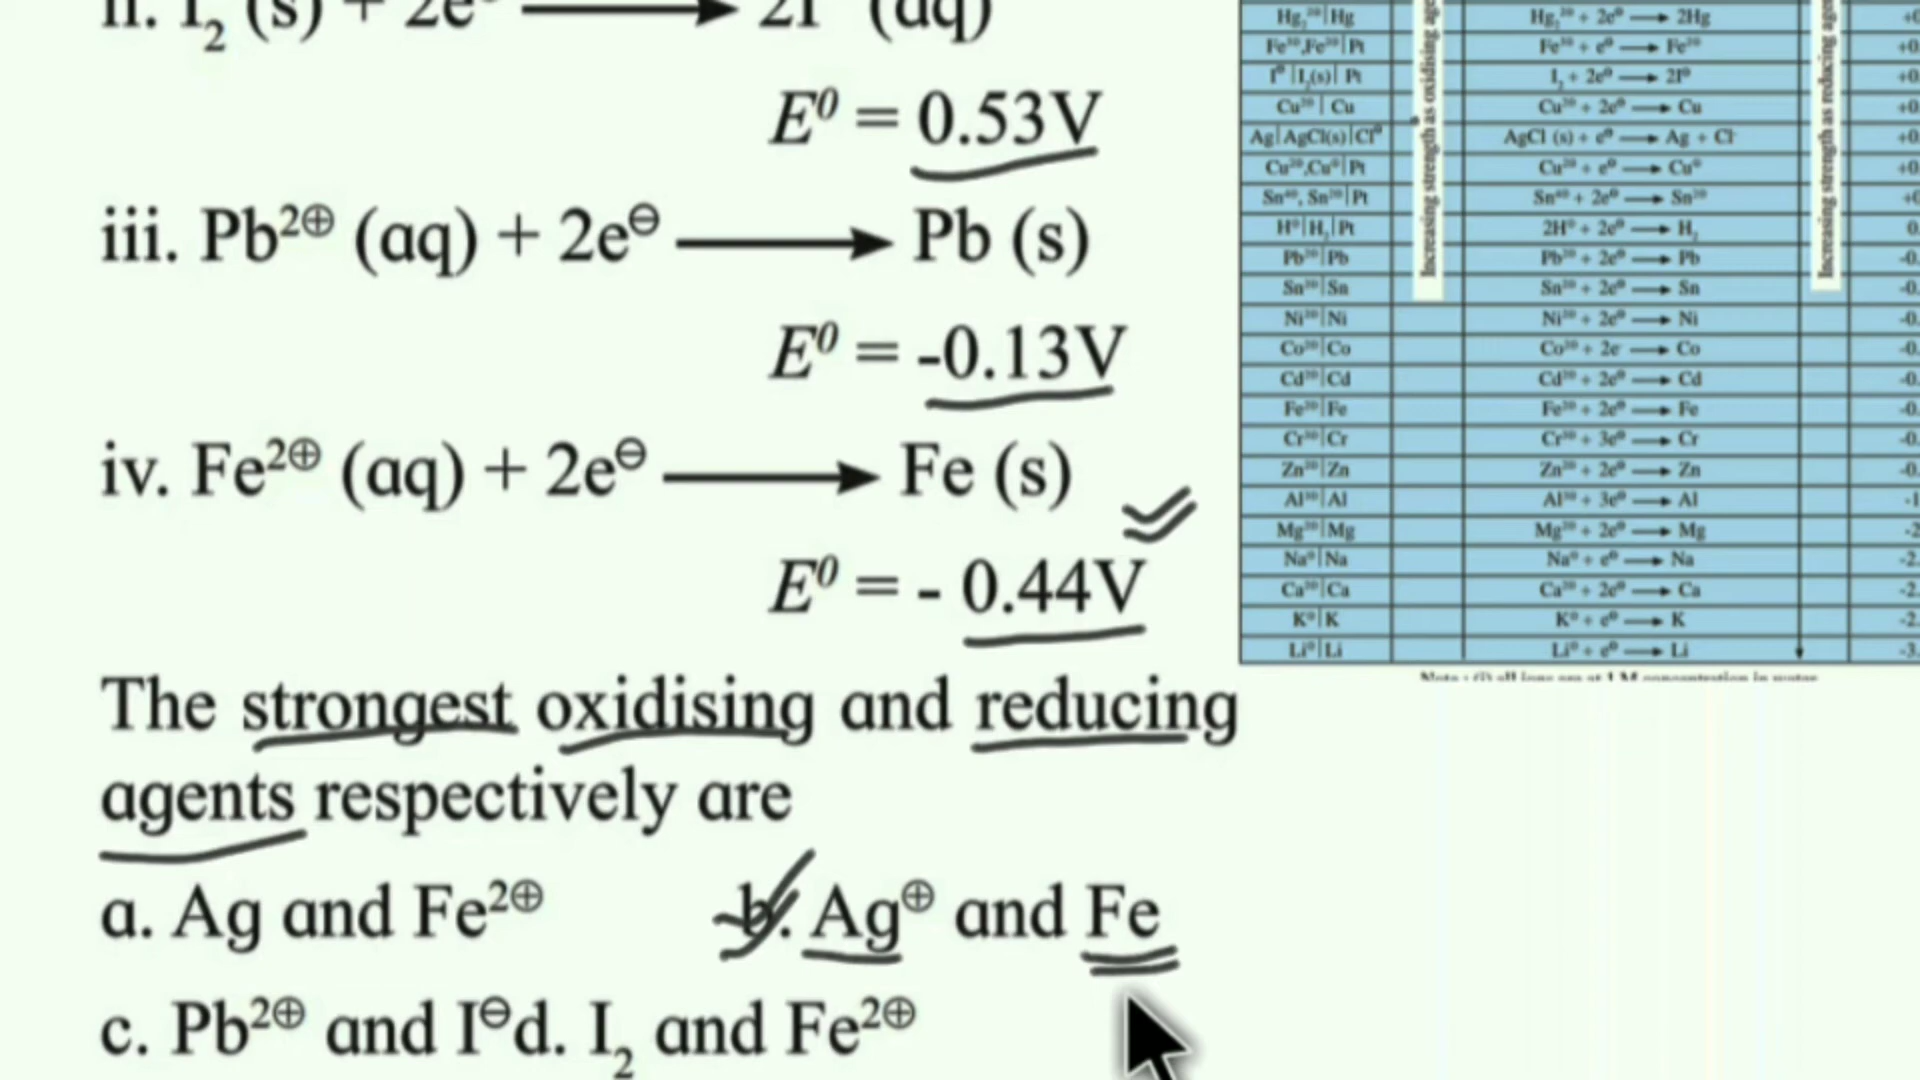 ii. I₂ (s) + 2e⊖ ⟶ 2I (aq)
E⁰ = 0.53V
iii. Pb²⊕ (aq) + 2e⊖ ⟶ Pb (s)
E⁰ = -0.13V
iv. Fe²⊕ (aq) + 2e⊖ ⟶ Fe (s)
E⁰ = - 0.44V
The strongest oxidising and reducing
agents respectively are
a. Ag and Fe²⊕ b. Ag⊕ and Fe
c. Pb²⊕ and I⊖ d. I₂ and Fe²⊕
Hg₂²⊕|Hg Hg₂²⊕ + 2e⊖ ⟶ 2Hg
Fe³⊕,Fe²⊕|Pt Fe³⊕ + e⊖ ⟶ Fe²⊕
I⊖|I₂(s)|Pt I₂ + 2e⊖ ⟶ 2I⊖
Cu²⊕|Cu Cu²⊕ + 2e⊖ ⟶ Cu
Ag|AgCl(s)|Cl⊖ AgCl (s) + e⊖ ⟶ Ag + Cl⁻
Cu²⊕,Cu⊕|Pt Cu²⊕ + e⊖ ⟶ Cu⊕
Sn⁴⊕, Sn²⊕|Pt Sn⁴⊕ + 2e⊖ ⟶ Sn²⊕
H⊕|H₂|Pt 2H⊕ + 2e⊖ ⟶ H₂
Pb²⊕|Pb Pb²⊕ + 2e⊖ ⟶ Pb
Sn²⊕|Sn Sn²⊕ + 2e⊖ ⟶ Sn
Ni²⊕|Ni Ni²⊕ + 2e⊖ ⟶ Ni
Co²⊕|Co Co²⊕ + 2e ⟶ Co
Cd²⊕|Cd Cd²⊕ + 2e⊖ ⟶ Cd
Fe²⊕|Fe Fe²⊕ + 2e⊖ ⟶ Fe
Cr³⊕|Cr Cr³⊕ + 3e⊖ ⟶ Cr
Zn²⊕|Zn Zn²⊕ + 2e⊖ ⟶ Zn
Al³⊕|Al Al³⊕ + 3e⊖ ⟶ Al
Mg²⊕|Mg Mg²⊕ + 2e⊖ ⟶ Mg
Na⊕|Na Na⊕ + e⊖ ⟶ Na
Ca²⊕|Ca Ca²⊕ + 2e⊖ ⟶ Ca
K⊕|K K⊕ + e⊖ ⟶ K
Li⊕|Li Li⊕ + e⊖ ⟶ Li
Increasing strength as oxidising
Increasing strength as reducing